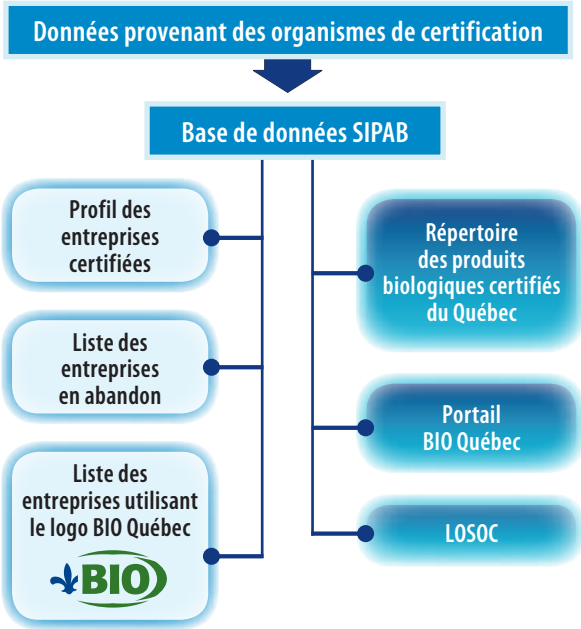 Données provenant des organismes de certification
Base de données SIPAB
Profil des
entreprises
certifiées
Liste des
entreprises
en abandon
Liste des
entreprises utilisant
le logo BIO Québec
BIO
Répertoire
des produits
biologiques certifiés
du Québec
Portail
BIO Québec
LOSOC